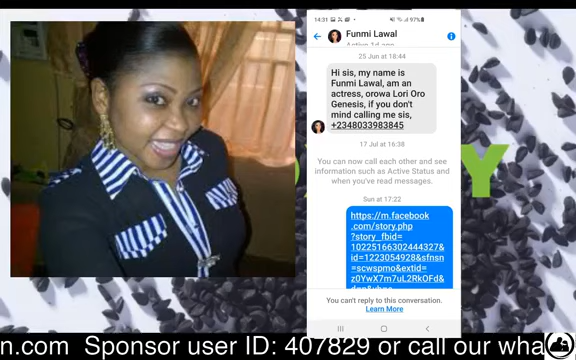 14:31
97%
Funmi Lawal
25 Jun at 18:44
Hi sis, my name is
Funmi Lawal, am an
actress, orowa Lori Oro
Genesis, if you don't
mind calling me sis,
+2348033983845
17 Jul at 16:38
You can now call each other and see
information such as Active Status and
when you've read messages.
Sun at 17:22
https://m.facebook
.com/story.php
?story_fbid=
10225166302444327&
id=1223054928&sfnsn
=scwspmo&extid=
z0YwX7m7uL2RkOFd&
You can't reply to this conversation.
Learn More
Y
n.com Sponsor user ID: 407829 or call our wha